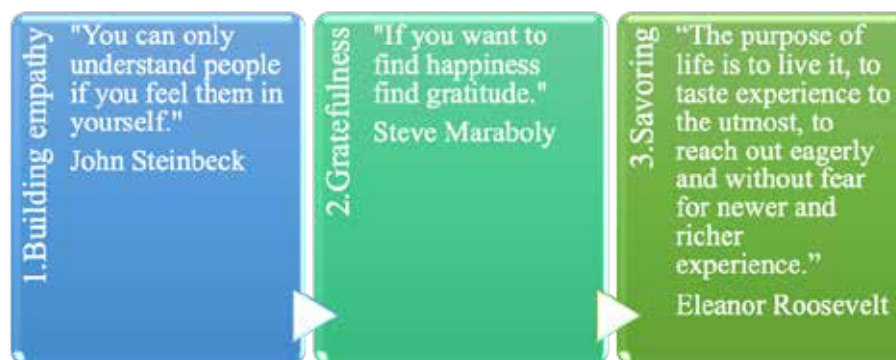 1.Building empathy
"You can only
understand people
if you feel them in
yourself."
John Steinbeck
2.Gratefulness
"If you want to
find happiness
find gratitude."
Steve Maraboly
3.Savoring
“The purpose of
life is to live it, to
taste experience to
the utmost, to
reach out eagerly
and without fear
for newer and
richer
experience.”
Eleanor Roosevelt